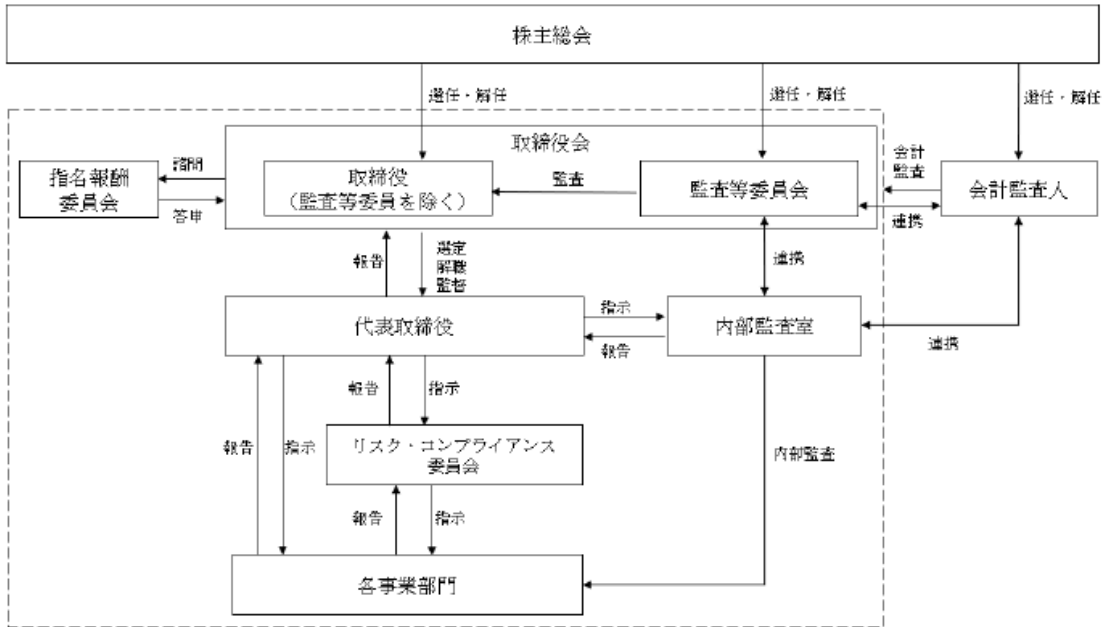 株主総会
選任・解任
選任・解任
選任・解任
取締役会
指名報酬
委員会
諮問
答申
取締役
（監査等委員を除く）
監査
監査等委員会
会計
監査
連携
会計監査人
報告
選定
解職
監督
連携
代表取締役
指示
報告
内部監査室
連携
報告
指示
報告
指示
リスク・コンプライアンス
委員会
内部監査
報告
指示
各事業部門